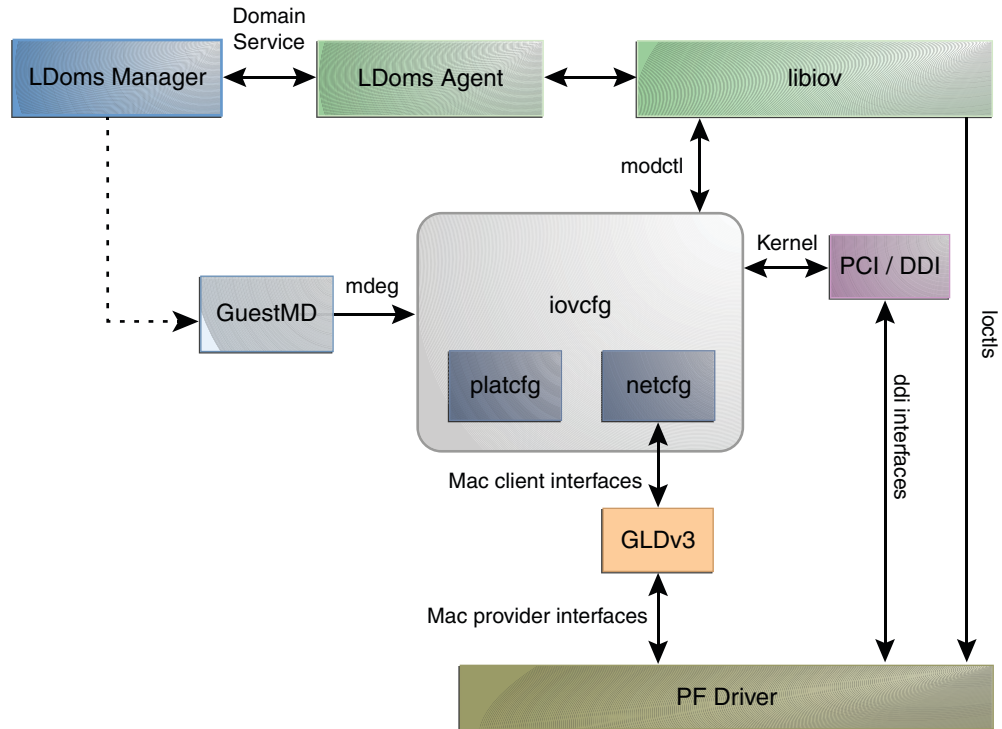 Domain
Service
LDoms Manager
LDoms Agent
libiov
modctl
Kernel
PCI / DDI
mdeg
GuestMD
iovcfg
Ioctls
platcfg
netcfg
ddi interfaces
Mac client interfaces
GLDv3
Mac provider interfaces
PF Driver